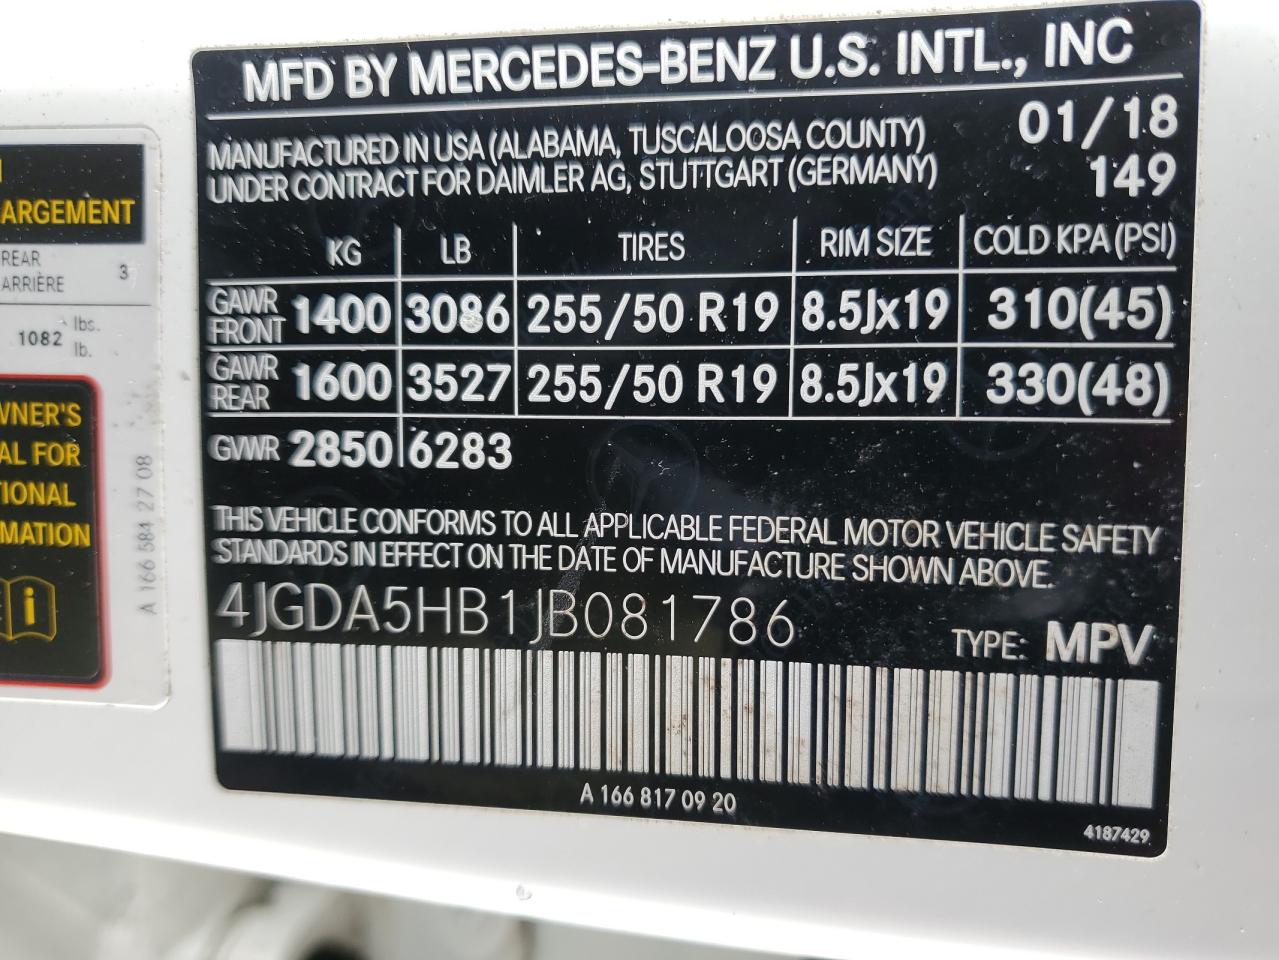 MFD BY MERCEDES-BENZ U.S. INTL., INC
MANUFACTURED IN USA (ALABAMA, TUSCALOOSA COUNTY) 01/18
UNDER CONTRACT FOR DAIMLER AG, STUTTGART (GERMANY) 149
KG LB TIRES RIM SIZE COLD KPA (PSI)
GAWR FRONT 1400 3086 255/50 R19 8.5Jx19 310(45)
GAWR REAR 1600 3527 255/50 R19 8.5Jx19 330(48)
GVWR 2850 6283
THIS VEHICLE CONFORMS TO ALL APPLICABLE FEDERAL MOTOR VEHICLE SAFETY
STANDARDS IN EFFECT ON THE DATE OF MANUFACTURE SHOWN ABOVE.
4JGDA5HB1JB081786
TYPE: MPV
A 166 817 09 20
4187429
ARGEMENT
REAR
ARRIÈRE 3
1082 lbs.
lb.
WNER'S
AL FOR
TIONAL
MATION
i
A 166 584 27 08